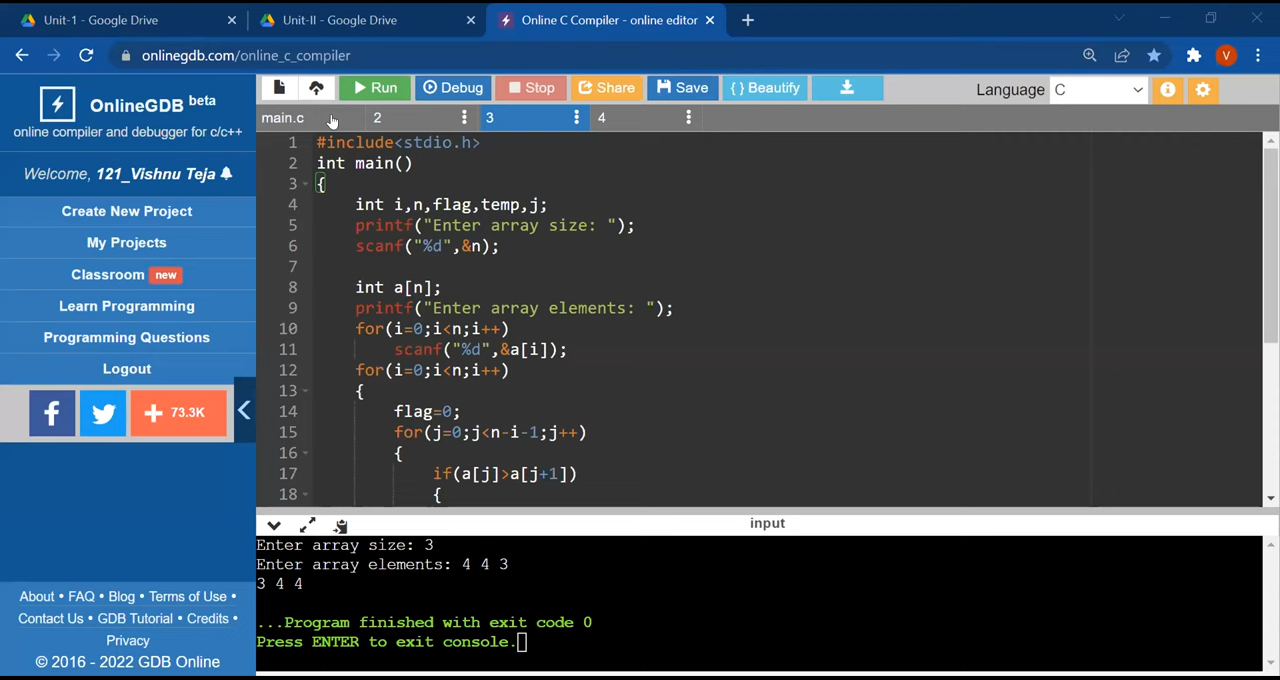 Unit-1 - Google Drive
Unit-II - Google Drive
Online C Compiler - online editor
onlinegdb.com/online_c_compiler
V
OnlineGDB beta
online compiler and debugger for c/c++
Welcome, 121_Vishnu Teja
Create New Project
My Projects
Classroom new
Learn Programming
Programming Questions
Logout
f
+ 73.3K
About • FAQ • Blog • Terms of Use •
Contact Us • GDB Tutorial • Credits •
Privacy
© 2016 - 2022 GDB Online
Run
Debug
Stop
Share
Save
{ } Beautify
Language C
main.c
2
3
4
1 #include<stdio.h>
2 int main()
3 {
4 int i,n,flag,temp,j;
5 printf("Enter array size: ");
6 scanf("%d",&n);
7
8 int a[n];
9 printf("Enter array elements: ");
10 for(i=0;i<n;i++)
11 scanf("%d",&a[i]);
12 for(i=0;i<n;i++)
13 {
14 flag=0;
15 for(j=0;j<n-i-1;j++)
16 {
17 if(a[j]>a[j+1])
18 {
input
Enter array size: 3
Enter array elements: 4 4 3
3 4 4
...Program finished with exit code 0
Press ENTER to exit console.